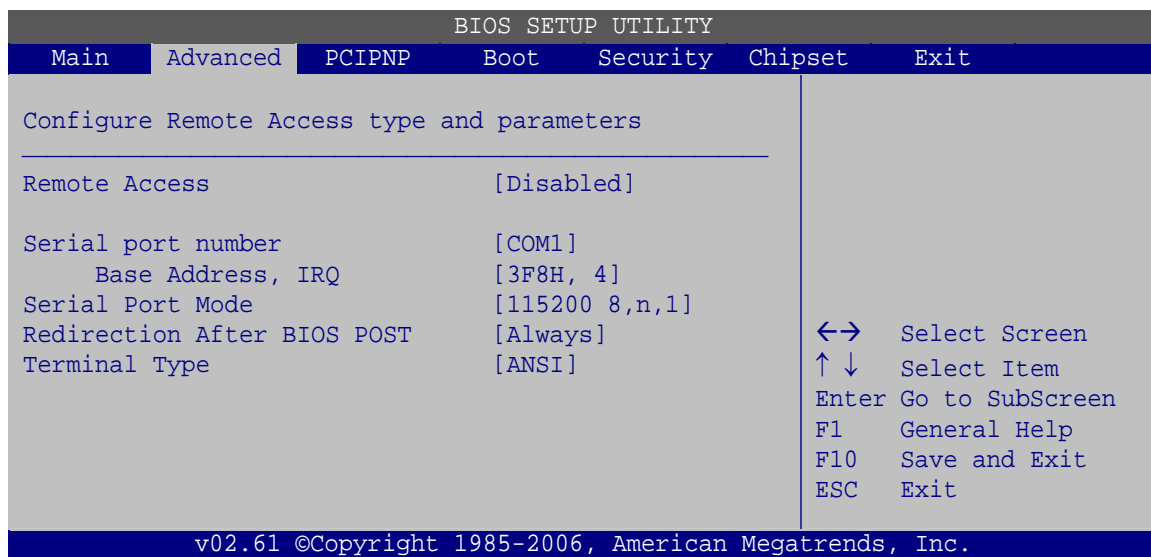 BIOS SETUP UTILITY
Main Advanced PCIPNP Boot Security Chipset Exit
Configure Remote Access type and parameters
Remote Access [Disabled]
Serial port number [COM1]
Base Address, IRQ [3F8H, 4]
Serial Port Mode [115200 8,n,1]
Redirection After BIOS POST [Always]
Terminal Type [ANSI]
←→ Select Screen
↑ ↓ Select Item
Enter Go to SubScreen
F1 General Help
F10 Save and Exit
ESC Exit
v02.61 ©Copyright 1985-2006, American Megatrends, Inc.